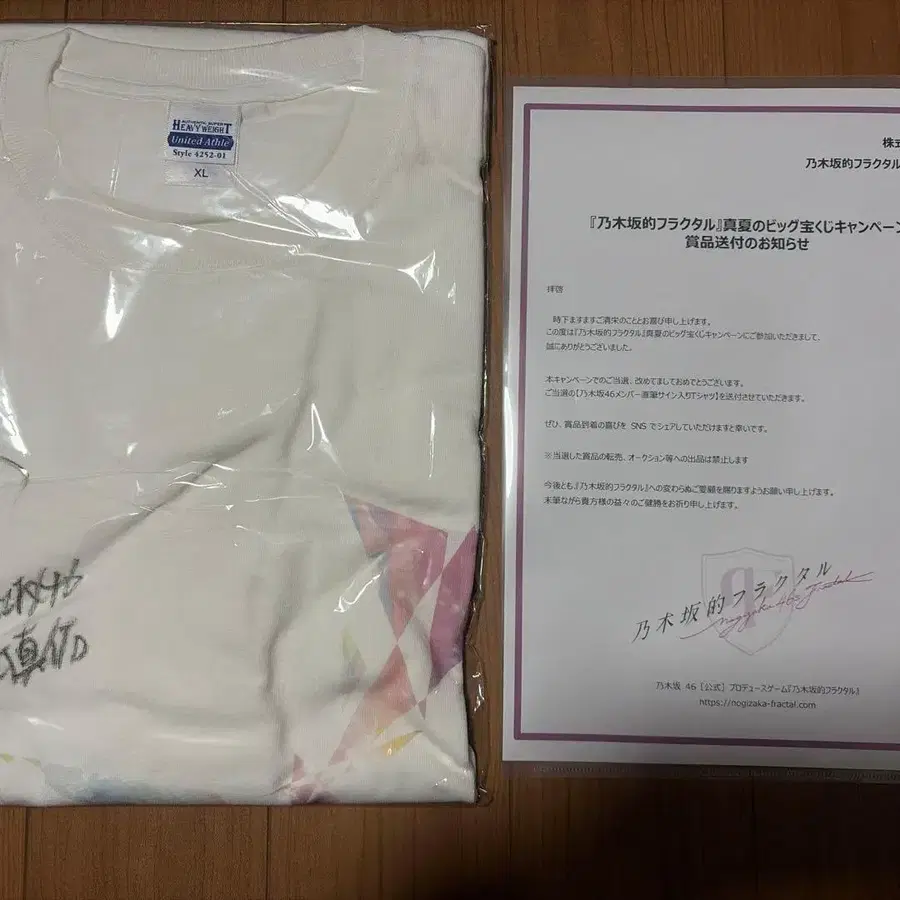 AUTHENTIC SUPER
HEAVYWEIGHT
United Athle
Style 4252-01
XL
株式
乃木坂的フラクタル
『乃木坂的フラクタル』真夏のビッグ宝くじキャンペーン
賞品送付のお知らせ
拝啓
時下ますますご清栄のこととお喜び申し上げます。
この度は『乃木坂的フラクタル』真夏のビッグ宝くじキャンペーンにご参加いただきまして、
誠にありがとうございました。
本キャンペーンでのご当選、改めましておめでとうございます。
ご当選の【乃木坂46メンバー直筆サイン入りTシャツ】を送付させていただきます。
ぜひ、賞品到着の喜びを SNS でシェアしていただけますと幸いです。
※当選した賞品の転売、オークション等への出品は禁止します
今後とも、『乃木坂的フラクタル』への変わらぬご愛顧を賜りますようお願い申し上げます。
末筆ながら貴方様の益々のご健勝をお祈り申し上げます。
乃木坂的フラクタル
nogizaka46s fractal
乃木坂 46 [公式] プロデュースゲーム『乃木坂的フラクタル』
https://nogizaka-fractal.com